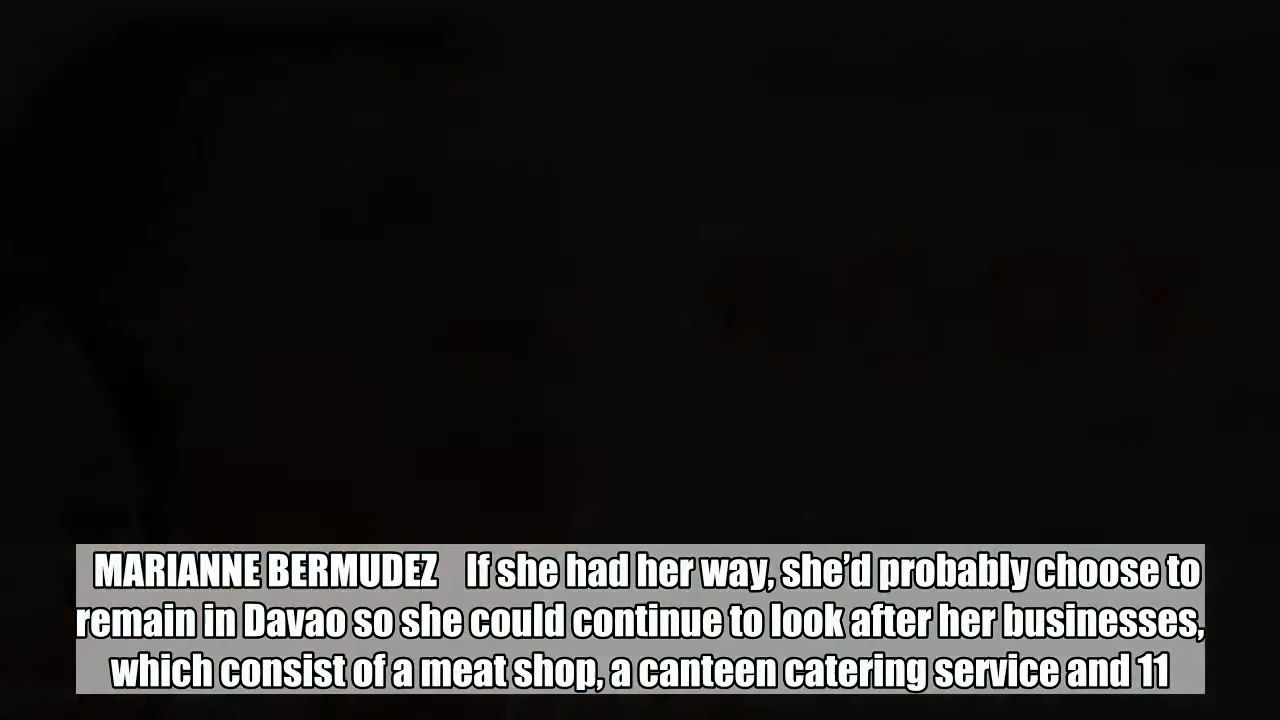 MARIANNE BERMUDEZ If she had her way, she’d probably choose to
remain in Davao so she could continue to look after her businesses,
which consist of a meat shop, a canteen catering service and 11